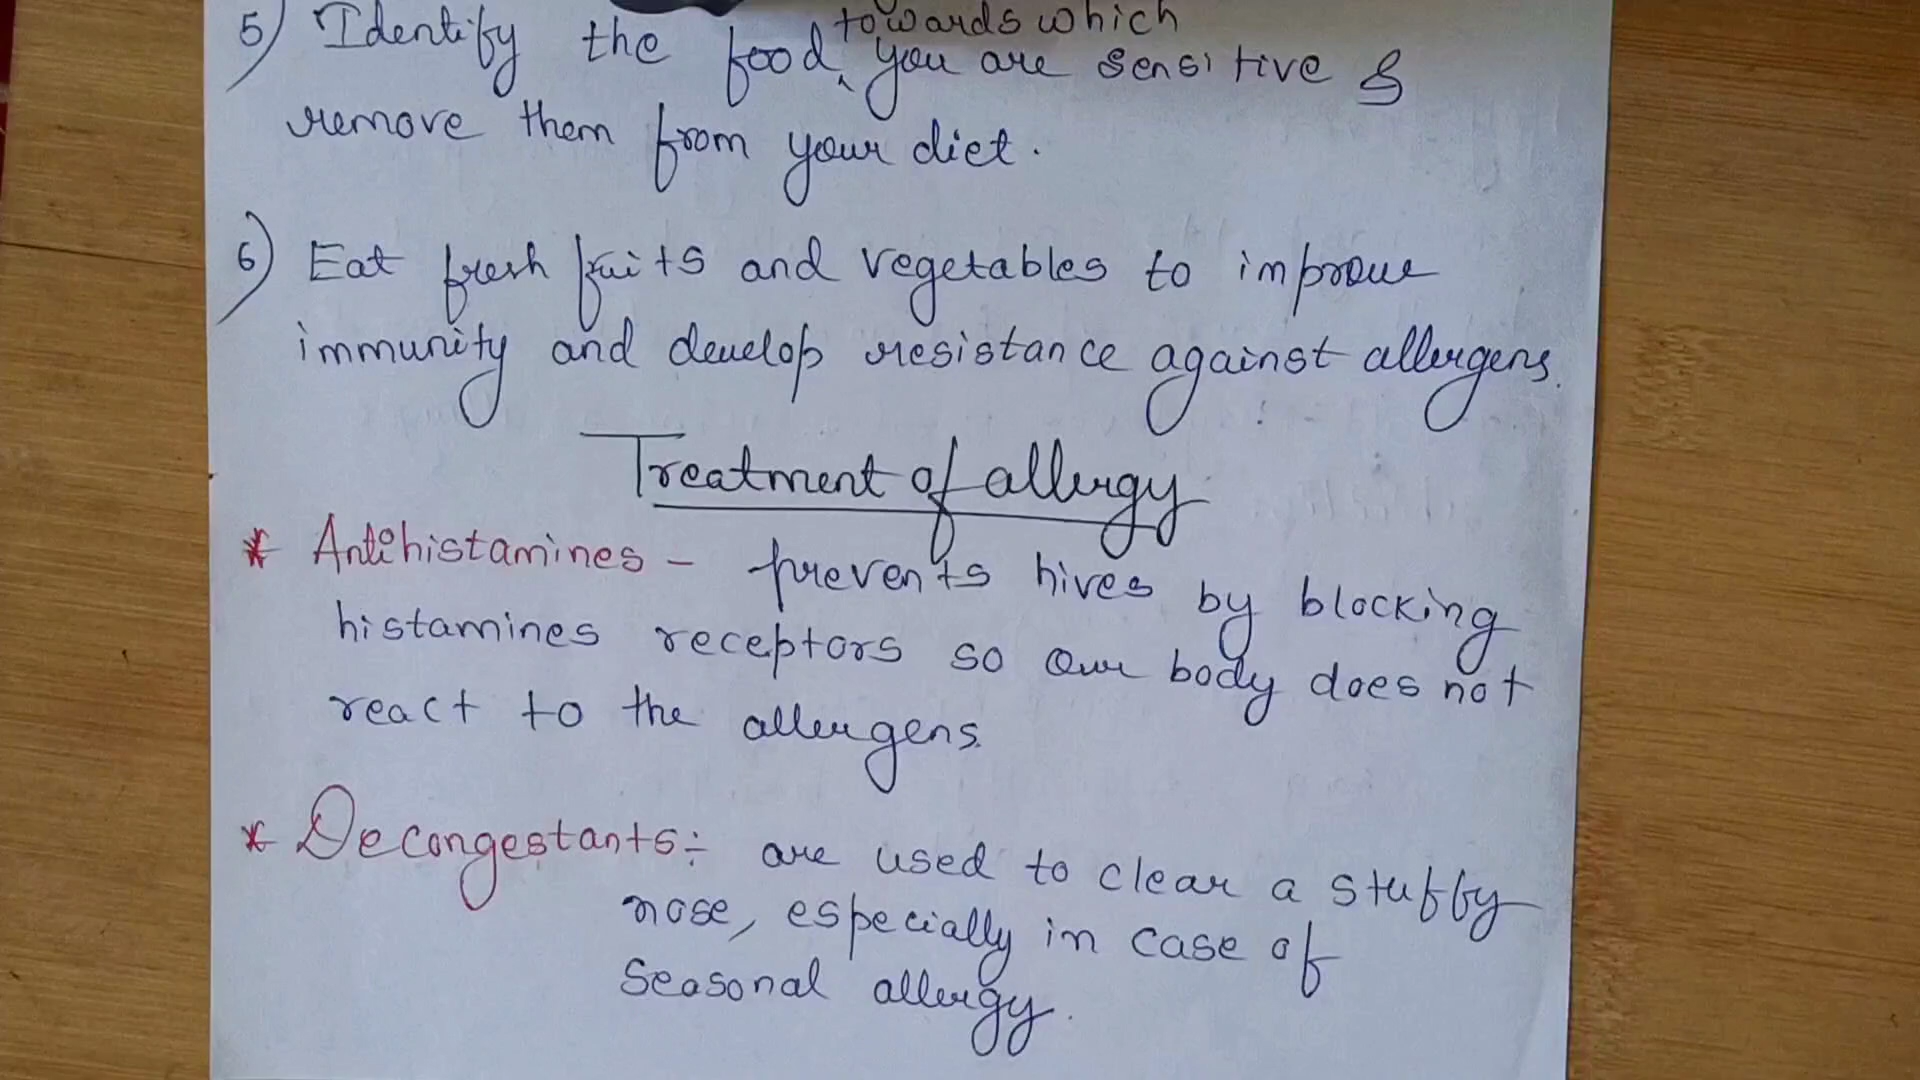 5) Identify the food towards which you are sensitive &
remove them from your diet.
6) Eat fresh fruits and vegetables to improve
immunity and develop resistance against allergens.
Treatment of allergy
* Antihistamines - prevents hives by blocking
histamines receptors so our body does not
react to the allergens.
* Decongestants:- are used to clear a stuffy
nose, especially in case of
seasonal allergy.